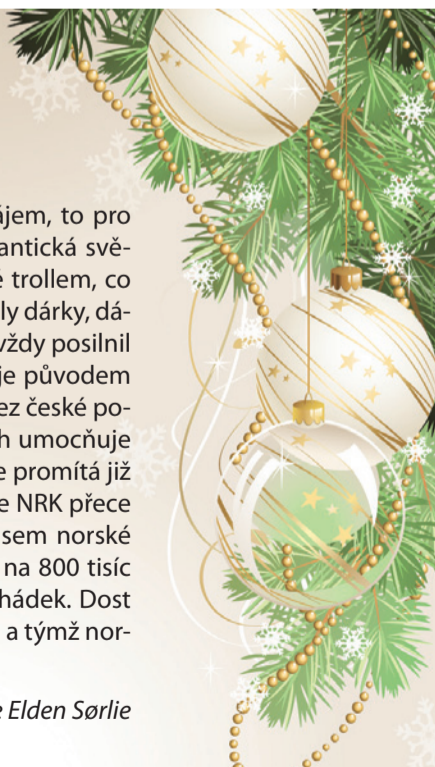 ájem, to pro
antická svě-
trollem, co
ly dárky, dá-
vždy posilnil
je původem
ez české po-
h umocňuje
e promítá již
e NRK přece
sem norské
na 800 tisíc
hádek. Dost
a týmž nor-
Elden Sørlie